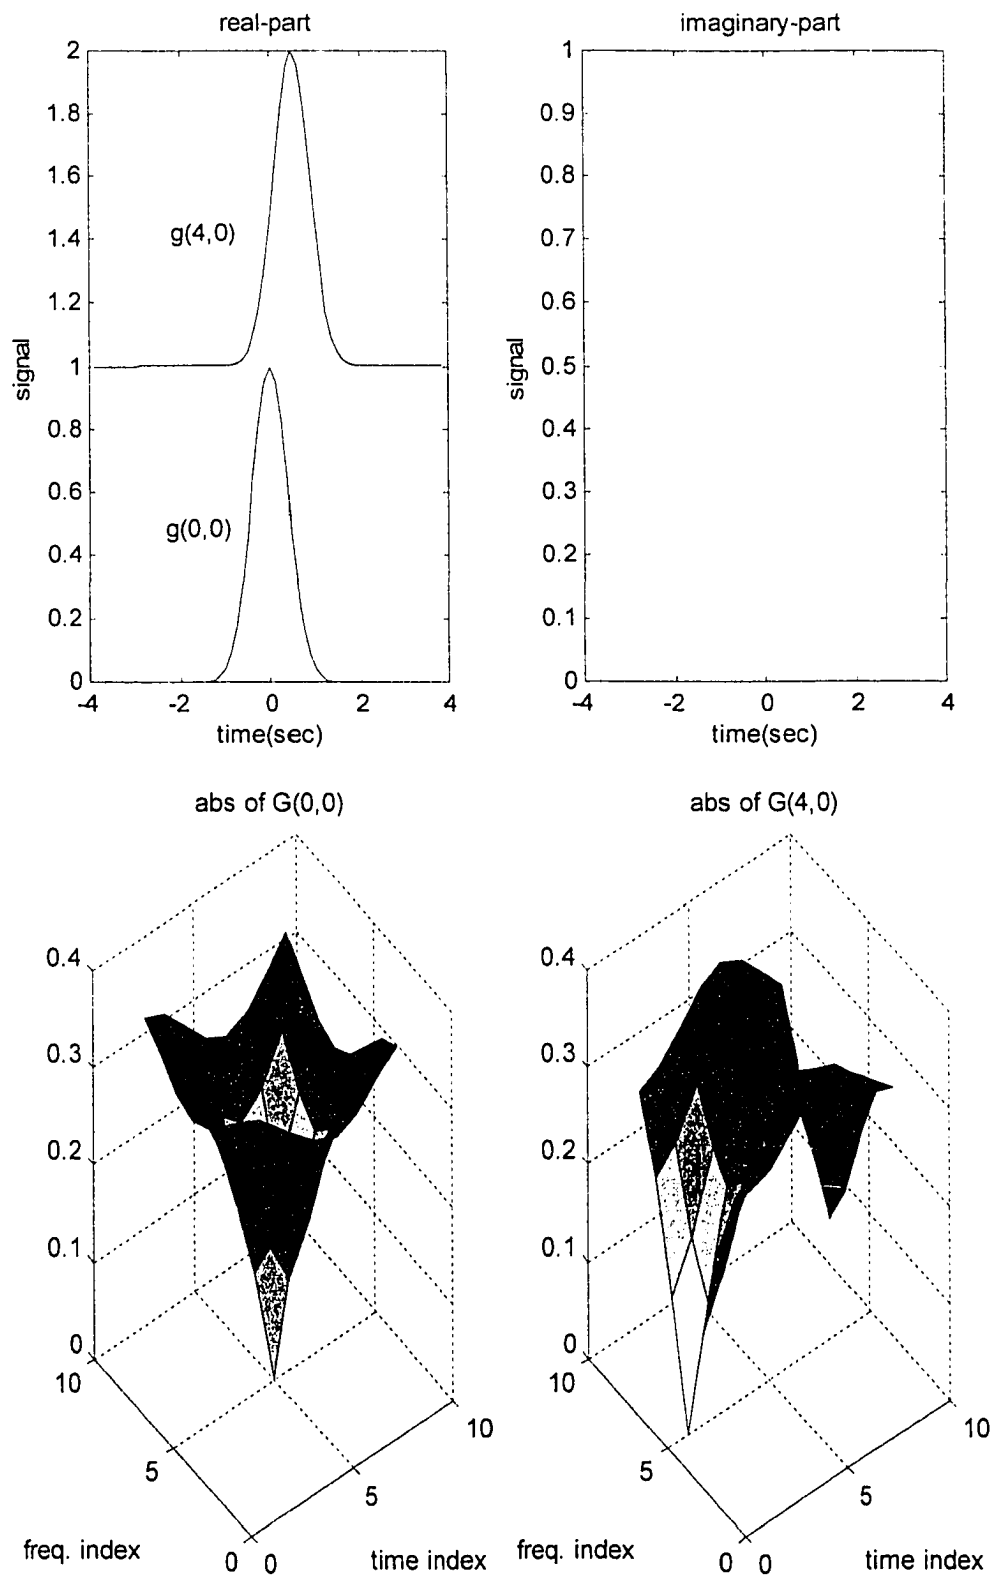 real-part
2
1.8
1.6
1.4
1.2
1
0.8
0.6
0.4
0.2
0
signal
g(4,0)
g(0,0)
-4 -2 0 2 4
time(sec)
imaginary-part
1
0.9
0.8
0.7
0.6
0.5
0.4
0.3
0.2
0.1
0
signal
-4 -2 0 2 4
time(sec)
abs of G(0,0)
0.4
0.3
0.2
0.1
0
10
5
0
freq. index
0
5
10
time index
abs of G(4,0)
0.4
0.3
0.2
0.1
0
10
5
0
freq. index
0
5
10
time index